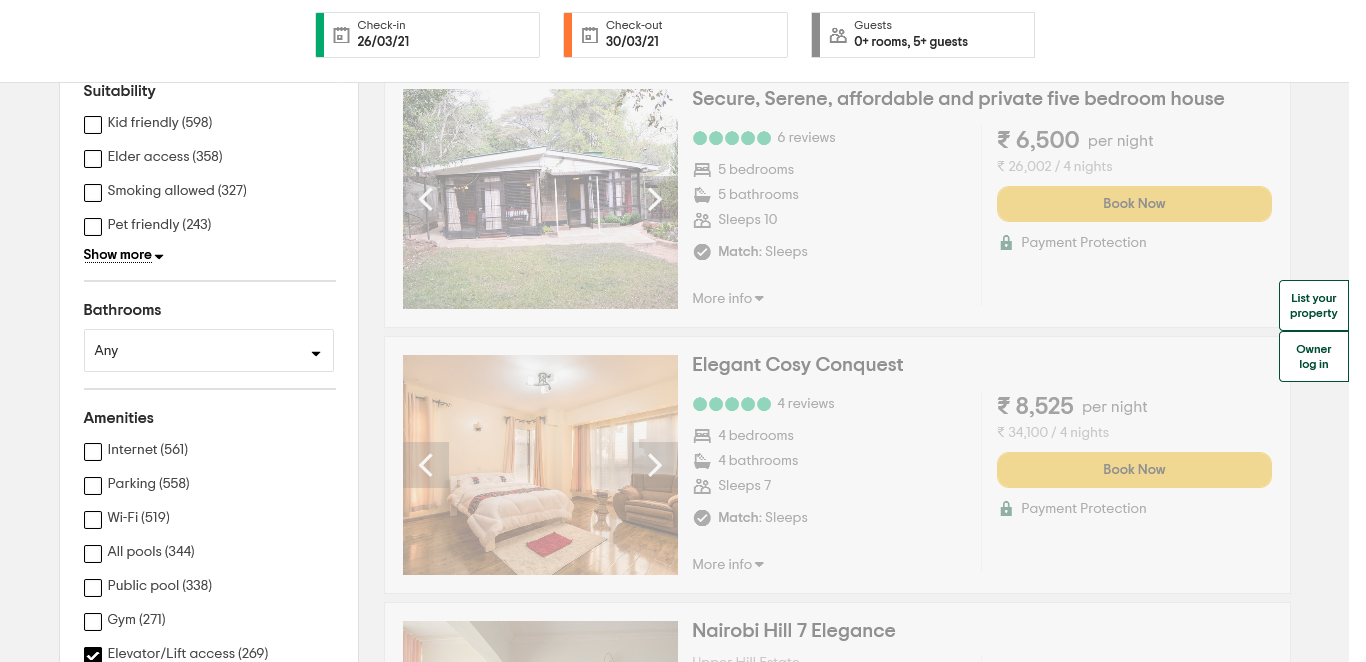 Check-in
26/03/21
Check-out
30/03/21
Guests
0+ rooms, 5+ guests
Suitability
Kid friendly (598)
Elder access (358)
Smoking allowed (327)
Pet friendly (243)
Show more
Bathrooms
Any
Amenities
Internet (561)
Parking (558)
Wi-Fi (519)
All pools (344)
Public pool (338)
Gym (271)
Elevator/Lift access (269)
Secure, Serene, affordable and private five bedroom house
6 reviews
5 bedrooms
5 bathrooms
Sleeps 10
Match: Sleeps
More info
₹ 6,500 per night
₹ 26,002 / 4 nights
Book Now
Payment Protection
Elegant Cosy Conquest
4 reviews
4 bedrooms
4 bathrooms
Sleeps 7
Match: Sleeps
More info
₹ 8,525 per night
₹ 34,100 / 4 nights
Book Now
Payment Protection
Nairobi Hill 7 Elegance
Upper Hill Estate
List your
property
Owner
log in